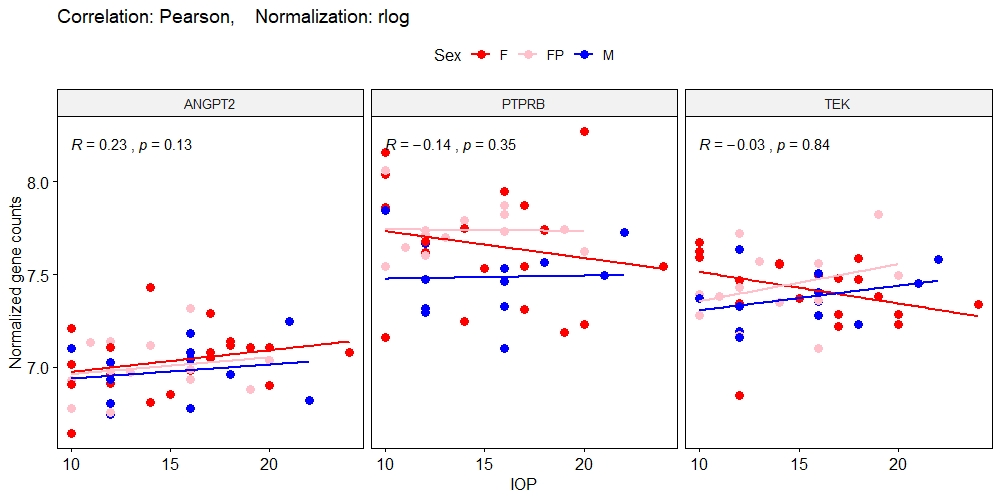 Correlation: Pearson,    Normalization: rlog
Sex F FP M
ANGPT2 PTPRB TEK
R = 0.23 , p = 0.13
R = −0.14 , p = 0.35
R = −0.03 , p = 0.84
Normalized gene counts
8.0
7.5
7.0
10 15 20 10 15 20 10 15 20
IOP